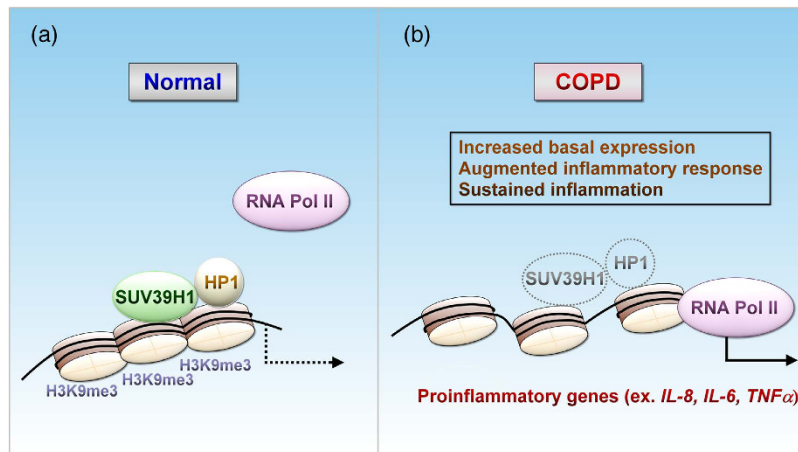 (a)
Normal
RNA Pol II
SUV39H1
HP1
H3K9me3
H3K9me3
H3K9me3
(b)
COPD
Increased basal expression
Augmented inflammatory response
Sustained inflammation
SUV39H1
HP1
RNA Pol II
Proinflammatory genes (ex. IL-8, IL-6, TNFα)